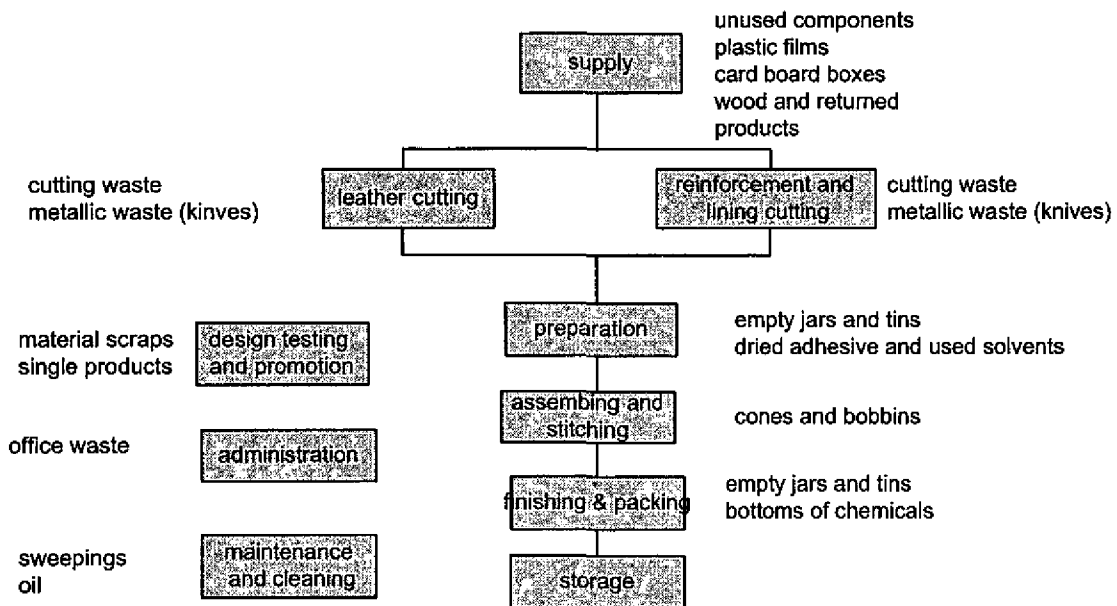 supply
unused components
plastic films
card board boxes
wood and returned
products
cutting waste
metallic waste (kinves)
leather cutting
reinforcement and
lining cutting
cutting waste
metallic waste (knives)
preparation
empty jars and tins
dried adhesive and used solvents
material scraps
single products
design testing
and promotion
assembing and
stitching
cones and bobbins
office waste
administration
finishing & packing
empty jars and tins
bottoms of chemicals
sweepings
oil
maintenance
and cleaning
storage